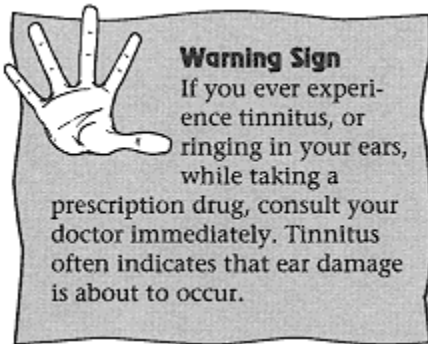 Warning Sign
If you ever experi-
ence tinnitus, or
ringing in your ears,
while taking a
prescription drug, consult your
doctor immediately. Tinnitus
often indicates that ear damage
is about to occur.